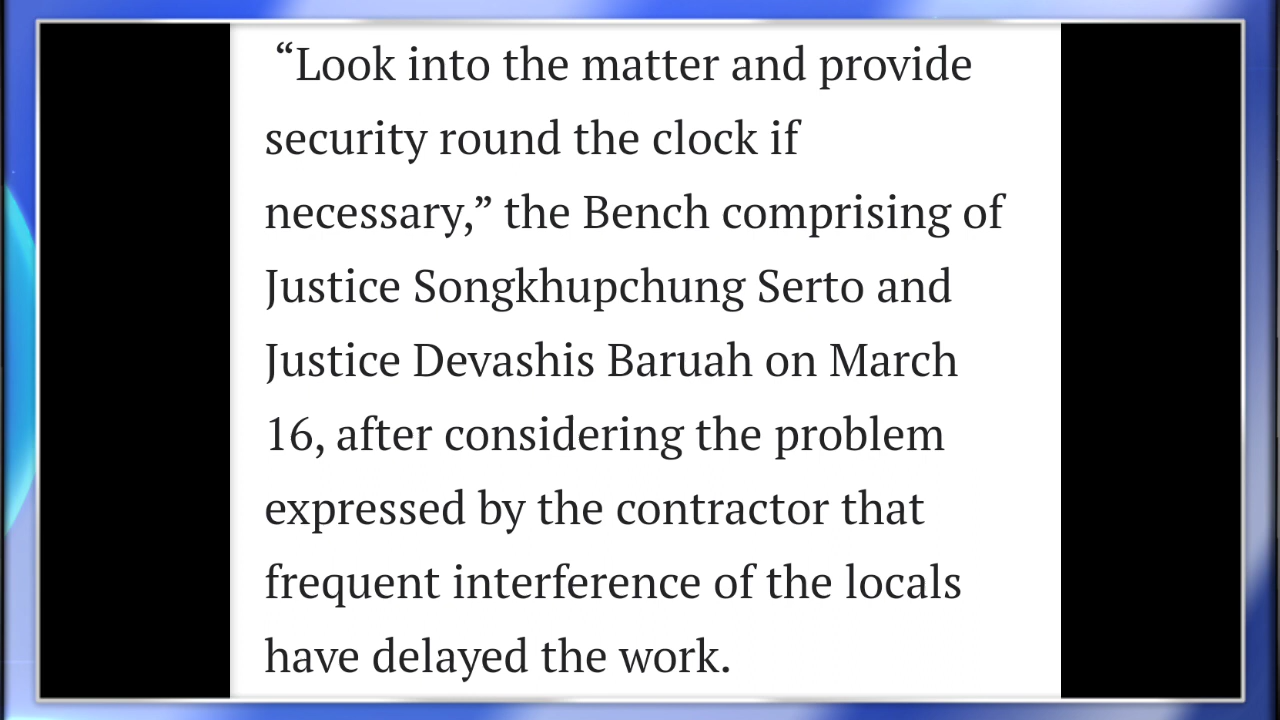 “Look into the matter and provide
security round the clock if
necessary,” the Bench comprising of
Justice Songkhupchung Serto and
Justice Devashis Baruah on March
16, after considering the problem
expressed by the contractor that
frequent interference of the locals
have delayed the work.